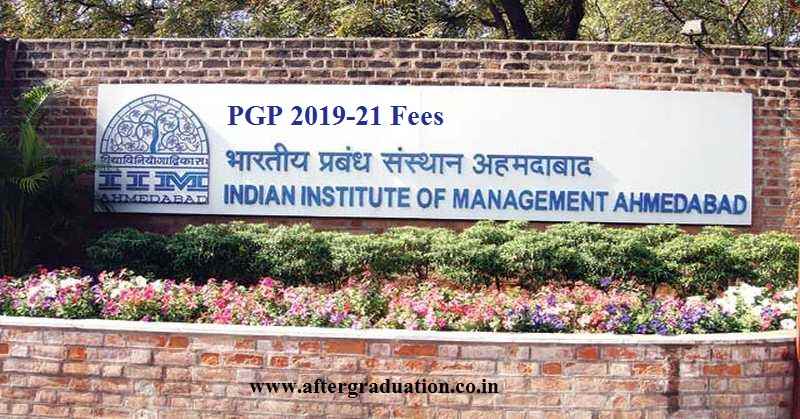 PGP 2019-21 Fees
भारतीय प्रबंध संस्थान अहमदाबाद
विद्याविनियोगाद्विकासः
IIM
AHMEDABAD
INDIAN INSTITUTE OF MANAGEMENT AHMEDABAD
www.aftergraduation.co.in